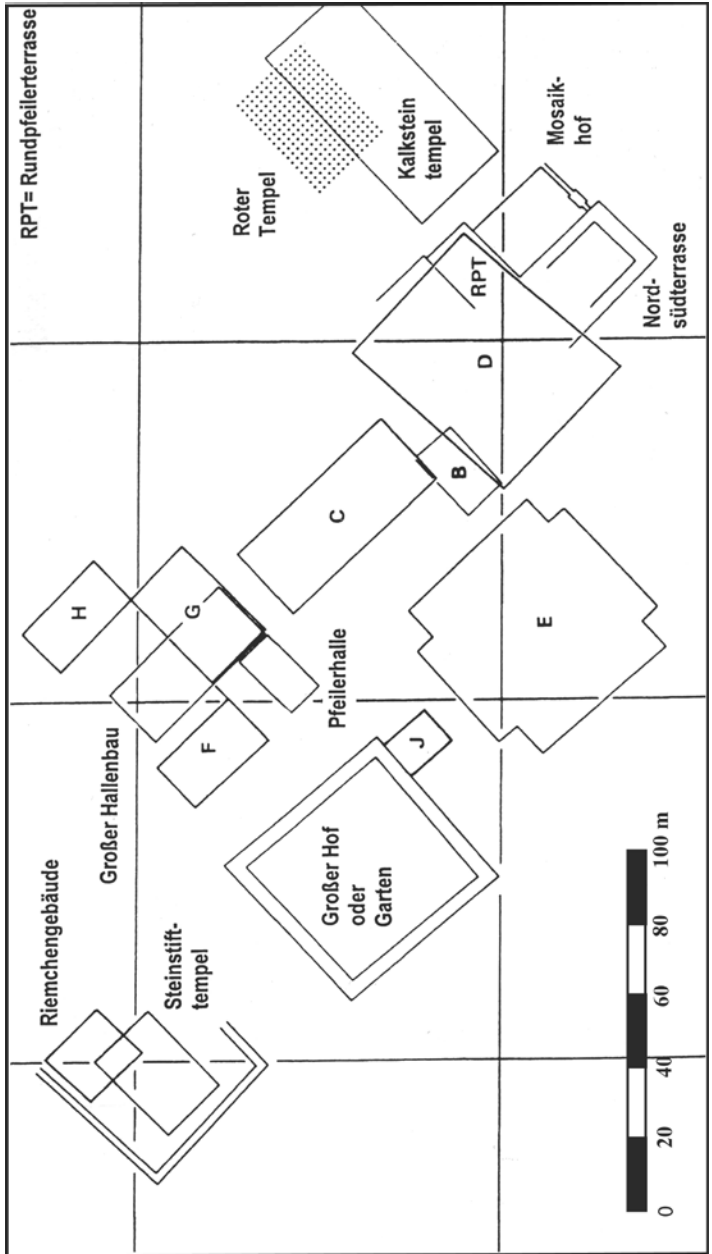 Riemchengebäude
Steinstift-
tempel
Großer Hallenbau
H
G
F
Pfeilerhalle
Großer Hof
oder
Garten
J
C
E
B
D
RPT
RPT= Rundpfeilerterrasse
Roter
Tempel
Kalkstein
tempel
Mosaik-
hof
Nord-
südterrasse
0 20 40 60 80 100 m